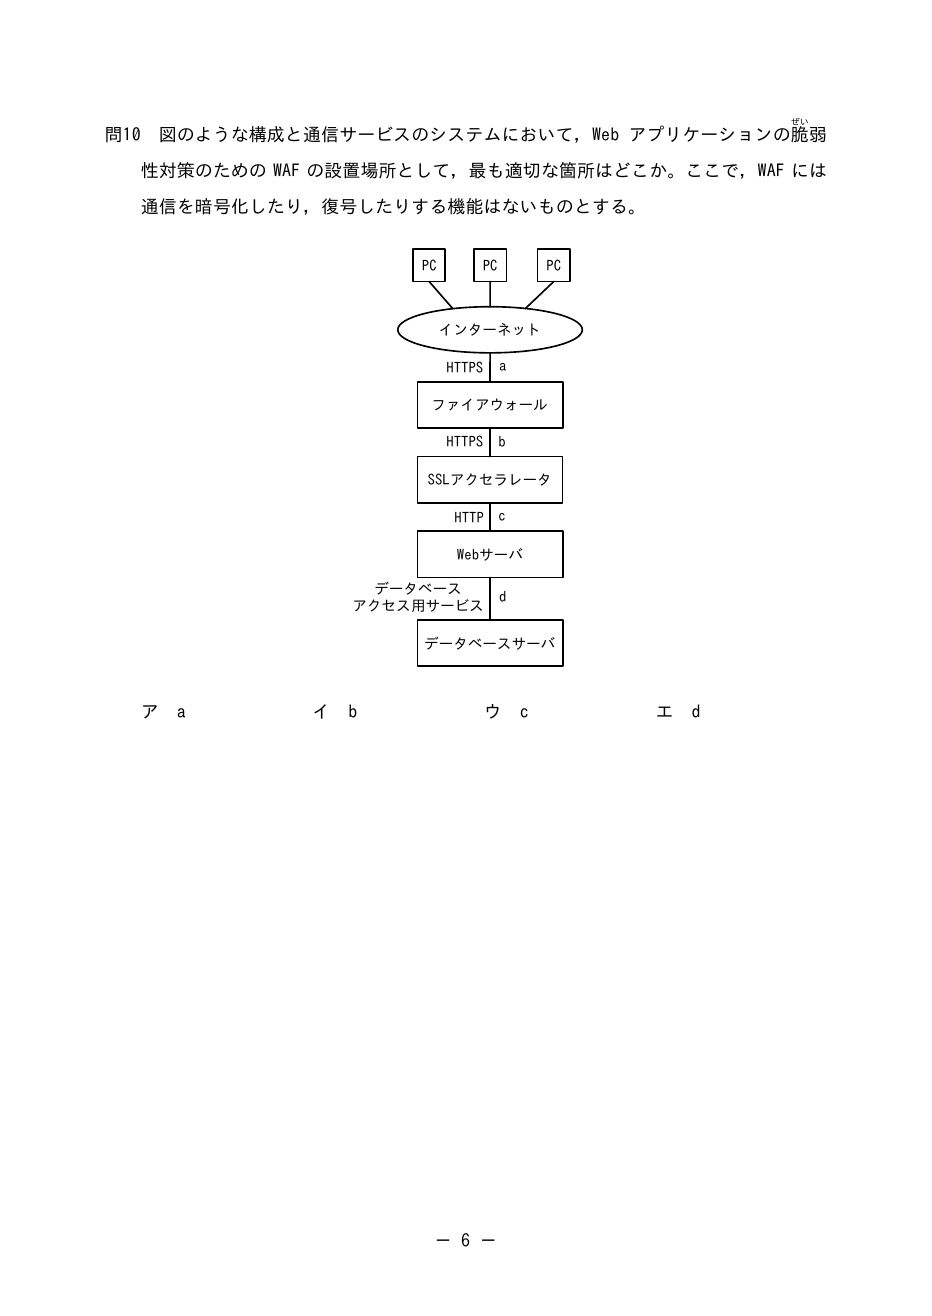 ぜい
問10　図のような構成と通信サービスのシステムにおいて，Web アプリケーションの脆弱
性対策のための WAF の設置場所として，最も適切な箇所はどこか。ここで，WAF には
通信を暗号化したり，復号したりする機能はないものとする。
PC PC PC
インターネット
HTTPS a
ファイアウォール
HTTPS b
SSLアクセラレータ
HTTP c
Webサーバ
データベース
アクセス用サービス d
データベースサーバ
ア　a　イ　b　ウ　c　エ　d
－ 6 －